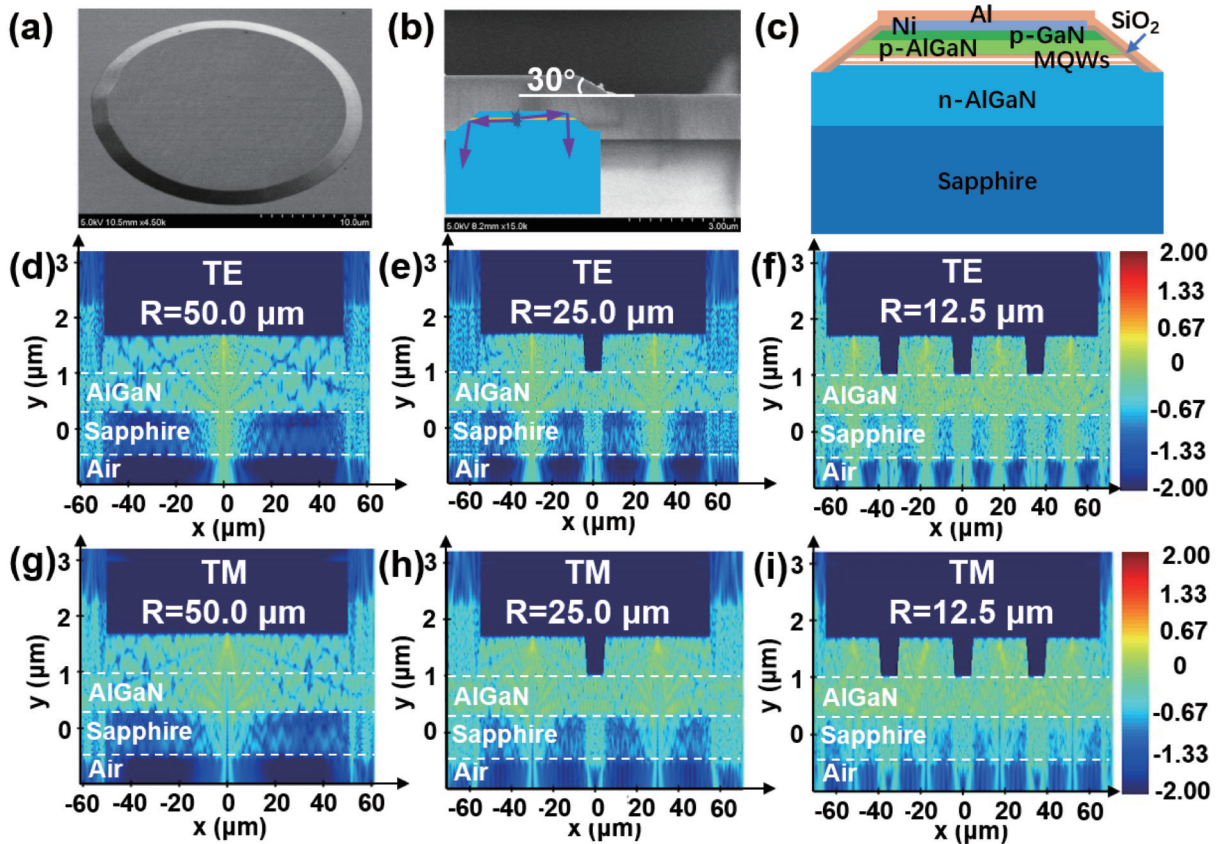 (a)
5.0kV 10.5mm x4.50k
10.0um
(b)
30°
5.0kV 8.2mm x15.0k
3.00um
(c)
Al
Ni
p-GaN
SiO2
p-AlGaN
MQWs
n-AlGaN
Sapphire
(d)
TE
R=50.0 μm
3
2
1
0
y (μm)
AlGaN
Sapphire
Air
-60 -40 -20 0 20 40 60
x (μm)
(e)
TE
R=25.0 μm
3
2
1
0
y (μm)
AlGaN
Sapphire
Air
-60 -40 -20 0 20 40 60
x (μm)
(f)
TE
R=12.5 μm
3
2
1
0
y (μm)
AlGaN
Sapphire
Air
-60 -40 -20 0 20 40 60
x (μm)
2.00
1.33
0.67
0
-0.67
-1.33
-2.00
(g)
TM
R=50.0 μm
3
2
1
0
y (μm)
AlGaN
Sapphire
Air
-60 -40 -20 0 20 40 60
x (μm)
(h)
TM
R=25.0 μm
3
2
1
0
y (μm)
AlGaN
Sapphire
Air
-60 -40 -20 0 20 40 60
x (μm)
(i)
TM
R=12.5 μm
3
2
1
0
y (μm)
AlGaN
Sapphire
Air
-60 -40 -20 0 20 40 60
x (μm)
2.00
1.33
0.67
0
-0.67
-1.33
-2.00